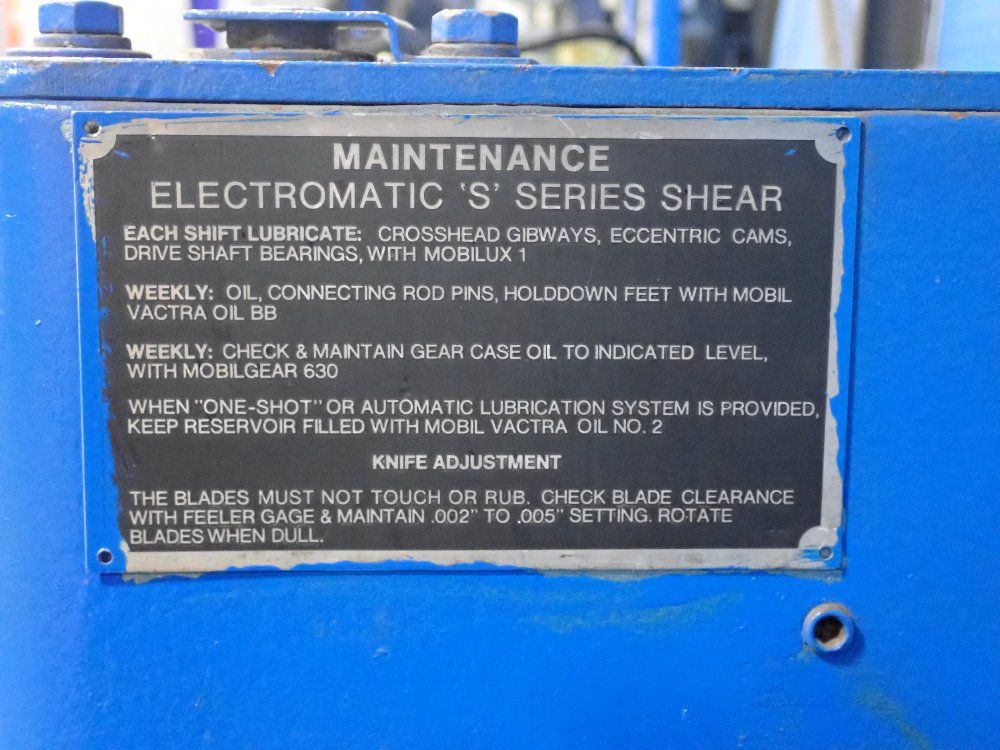 MAINTENANCE
ELECTROMATIC 'S' SERIES SHEAR
EACH SHIFT LUBRICATE: CROSSHEAD GIBWAYS, ECCENTRIC CAMS,
DRIVE SHAFT BEARINGS, WITH MOBILUX 1
WEEKLY: OIL, CONNECTING ROD PINS, HOLDDOWN FEET WITH MOBIL
VACTRA OIL BB
WEEKLY: CHECK & MAINTAIN GEAR CASE OIL TO INDICATED LEVEL,
WITH MOBILGEAR 630
WHEN "ONE-SHOT" OR AUTOMATIC LUBRICATION SYSTEM IS PROVIDED,
KEEP RESERVOIR FILLED WITH MOBIL VACTRA OIL NO. 2
KNIFE ADJUSTMENT
THE BLADES MUST NOT TOUCH OR RUB. CHECK BLADE CLEARANCE
WITH FEELER GAGE & MAINTAIN .002" TO .005" SETTING. ROTATE
BLADES WHEN DULL.